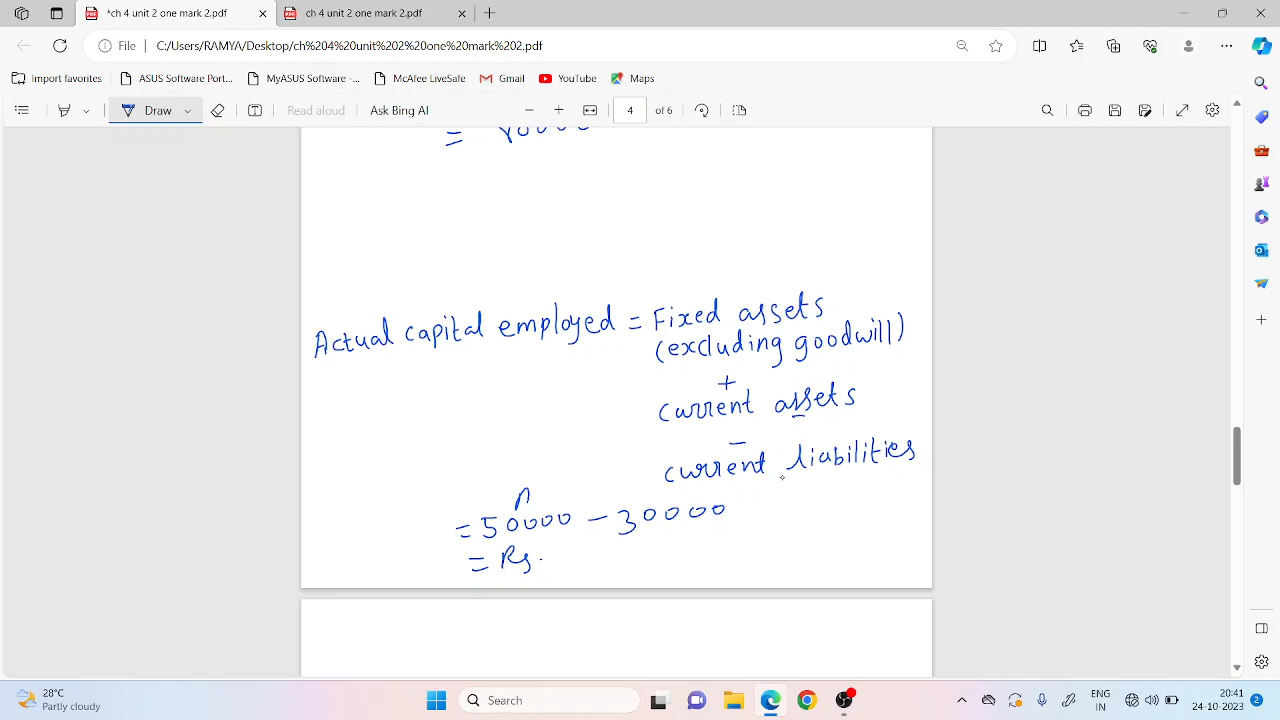 *ch 4 unit 2 one mark 2.pdf
ch 4 unit 2 one mark 2.pdf
File
C:/Users/RAMYA/Desktop/ch%204%20unit%202%20one%20mark%202.pdf
Import favorites
ASUS Software Port...
MyASUS Software -...
McAfee LiveSafe
Gmail
YouTube
Maps
Draw
Read aloud
Ask Bing AI
4 of 6
Actual capital employed = Fixed assets
(excluding goodwill)
+
current assets
-
current liabilities
= 50000 - 30000
= Rs.
28°C
Partly cloudy
Search
ENG
IN
20:41
24-10-2023
2